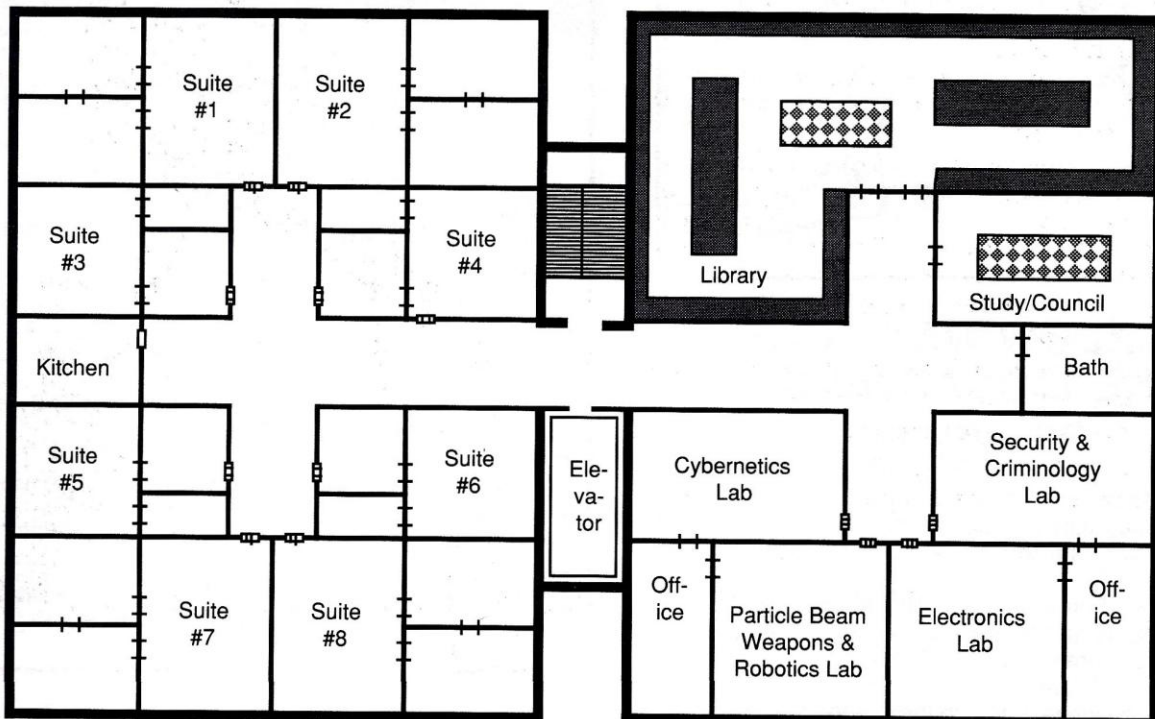 Suite
#1
Suite
#2
Suite
#3
Suite
#4
Library
Study/Council
Kitchen
Bath
Suite
#5
Suite
#6
Ele-
va-
tor
Cybernetics
Lab
Security &
Criminology
Lab
Suite
#7
Suite
#8
Off-
ice
Particle Beam
Weapons &
Robotics Lab
Electronics
Lab
Off-
ice